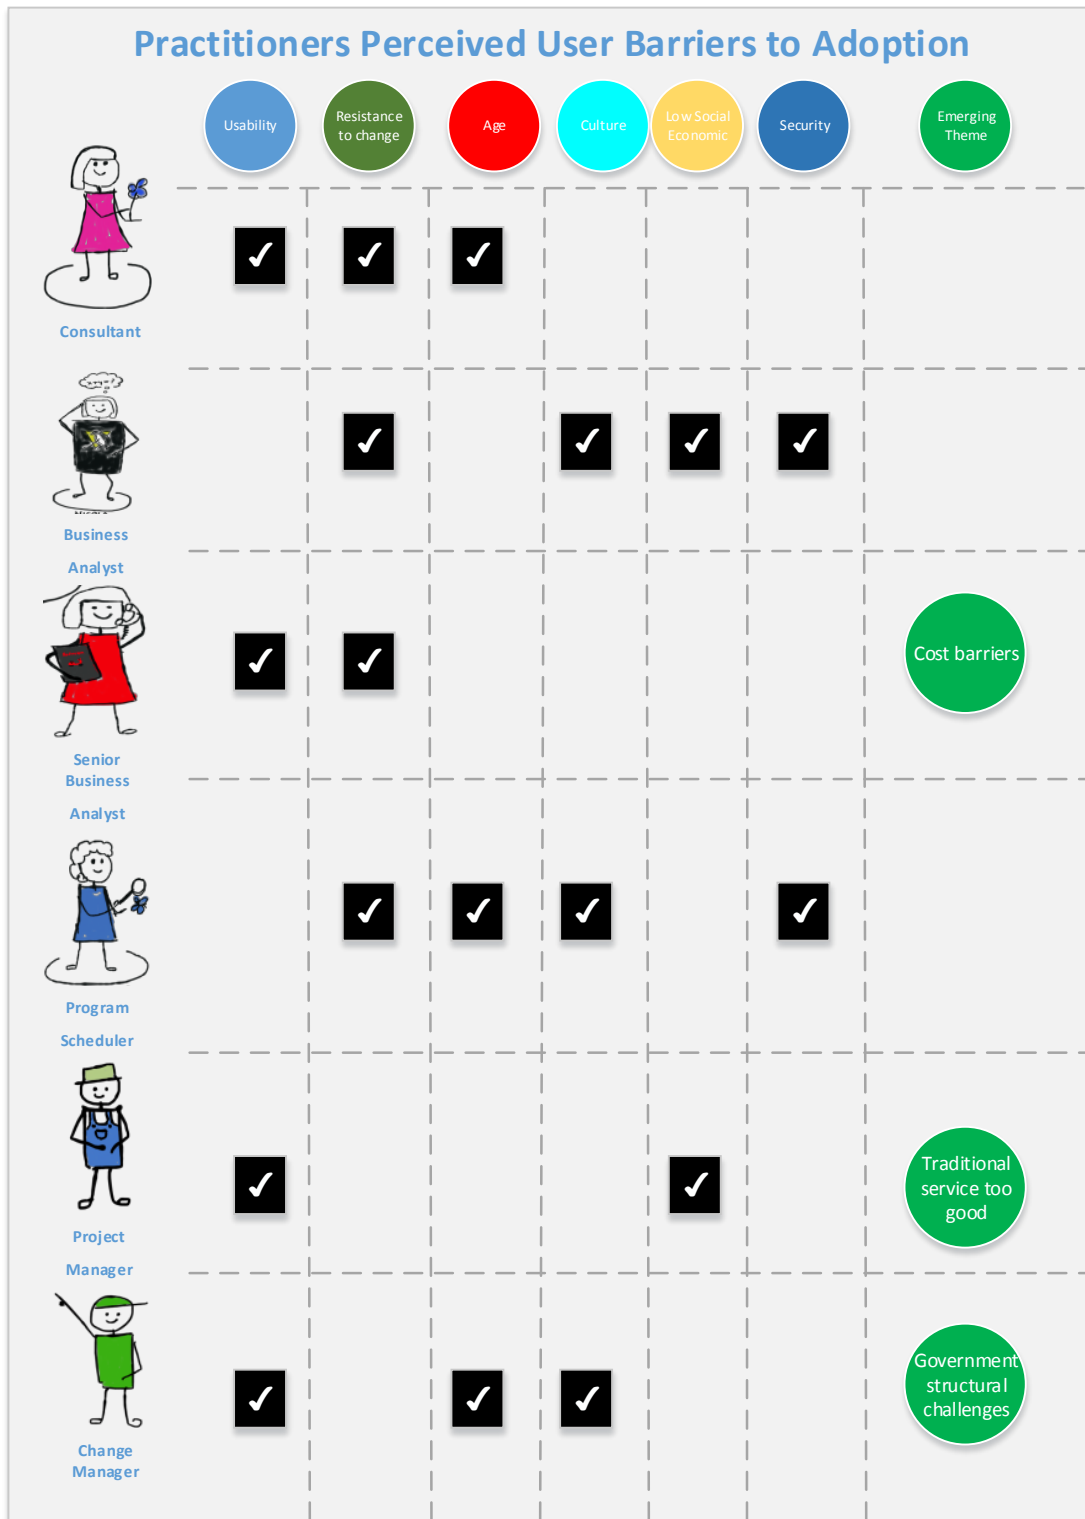 Practitioners Perceived User Barriers to Adoption
Usability
Resistance
to change
Age
Culture
Low Social
Economic
Security
Emerging
Theme
Consultant
Business
Analyst
Senior
Business
Analyst
Cost barriers
Program
Scheduler
Project
Manager
Traditional
service too
good
Change
Manager
Government
structural
challenges